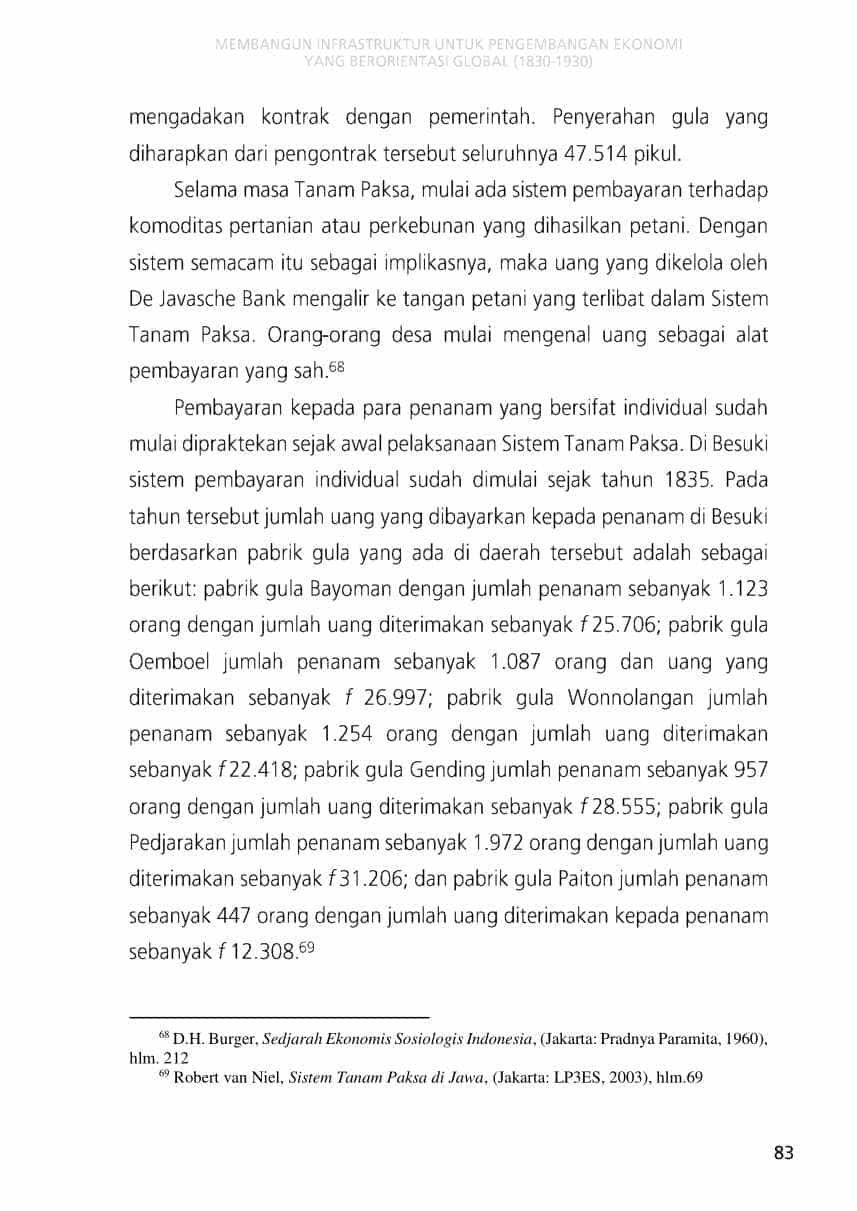 MEMBANGUN INFRASTRUKTUR UNTUK PENGEMBANGAN EKONOMI
YANG BERORIENTASI GLOBAL (1830-1930)
mengadakan kontrak dengan pemerintah. Penyerahan gula yang
diharapkan dari pengontrak tersebut seluruhnya 47.514 pikul.
Selama masa Tanam Paksa, mulai ada sistem pembayaran terhadap
komoditas pertanian atau perkebunan yang dihasilkan petani. Dengan
sistem semacam itu sebagai implikasnya, maka uang yang dikelola oleh
De Javasche Bank mengalir ke tangan petani yang terlibat dalam Sistem
Tanam Paksa. Orang-orang desa mulai mengenal uang sebagai alat
pembayaran yang sah.68
Pembayaran kepada para penanam yang bersifat individual sudah
mulai dipraktekan sejak awal pelaksanaan Sistem Tanam Paksa. Di Besuki
sistem pembayaran individual sudah dimulai sejak tahun 1835. Pada
tahun tersebut jumlah uang yang dibayarkan kepada penanam di Besuki
berdasarkan pabrik gula yang ada di daerah tersebut adalah sebagai
berikut: pabrik gula Bayoman dengan jumlah penanam sebanyak 1.123
orang dengan jumlah uang diterimakan sebanyak f 25.706; pabrik gula
Oemboel jumlah penanam sebanyak 1.087 orang dan uang yang
diterimakan sebanyak f 26.997; pabrik gula Wonnolangan jumlah
penanam sebanyak 1.254 orang dengan jumlah uang diterimakan
sebanyak f 22.418; pabrik gula Gending jumlah penanam sebanyak 957
orang dengan jumlah uang diterimakan sebanyak f 28.555; pabrik gula
Pedjarakan jumlah penanam sebanyak 1.972 orang dengan jumlah uang
diterimakan sebanyak f 31.206; dan pabrik gula Paiton jumlah penanam
sebanyak 447 orang dengan jumlah uang diterimakan kepada penanam
sebanyak f 12.308.69
68 D.H. Burger, Sedjarah Ekonomis Sosiologis Indonesia, (Jakarta: Pradnya Paramita, 1960),
hlm. 212
69 Robert van Niel, Sistem Tanam Paksa di Jawa, (Jakarta: LP3ES, 2003), hlm.69
83